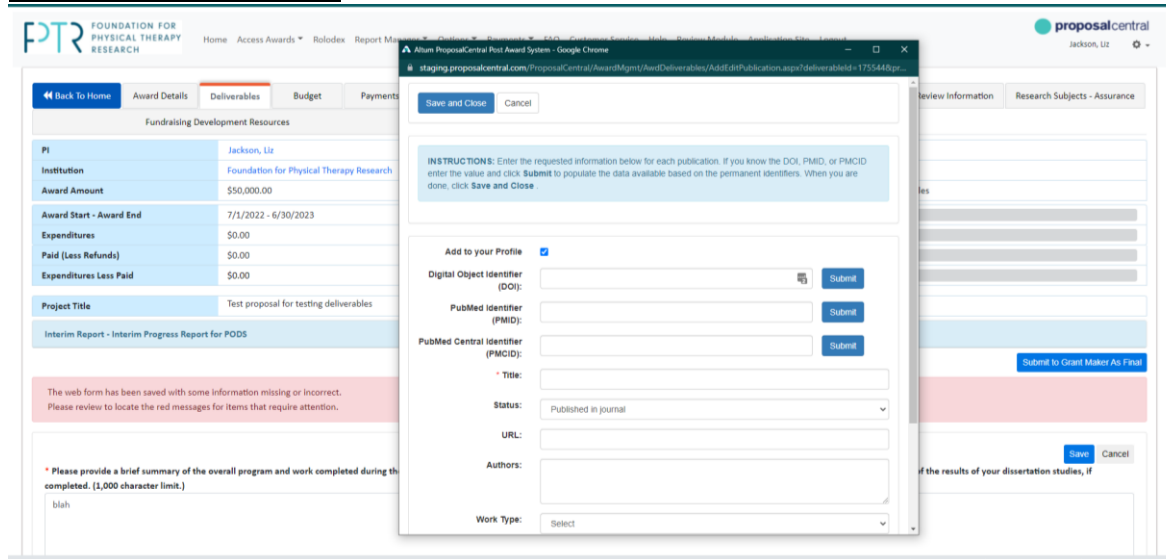 FPTR FOUNDATION FOR
PHYSICAL THERAPY
RESEARCH
Home Access Awards Rolodex Report
proposalcentral
Jackson, Liz
Back To Home Award Details Deliverables Budget Payments
Review Information Research Subjects - Assurance
Fundraising Development Resources
PI Jackson, Liz
Institution Foundation for Physical Therapy Research
Award Amount $50,000.00
Award Start - Award End 7/1/2022 - 6/30/2023
Expenditures $0.00
Paid (Less Refunds) $0.00
Expenditures Less Paid $0.00
Project Title Test proposal for testing deliverables
Interim Report - Interim Progress Report for PODS
Submit to Grant Maker As Final
The web form has been saved with some information missing or incorrect.
Please review to locate the red messages for items that require attention.
Save Cancel
* Please provide a brief summary of the overall program and work completed during th
of the results of your dissertation studies, if
completed. (1,000 character limit.)
blah
Altum ProposalCentral Post Award System - Google Chrome
staging.proposalcentral.com/ProposalCentral/AwardMgmt/AwdDeliverables/AddEditPublication.aspx?deliverableId=175544&pr...
Save and Close Cancel
INSTRUCTIONS: Enter the requested information below for each publication. If you know the DOI, PMID, or PMCID
enter the value and click Submit to populate the data available based on the permanent identifiers. When you are
done, click Save and Close .
Add to your Profile
Digital Object Identifier
(DOI):
Submit
PubMed Identifier
(PMID):
Submit
PubMed Central Identifier
(PMCID):
Submit
* Title:
Status: Published in journal
URL:
Authors:
Work Type: Select